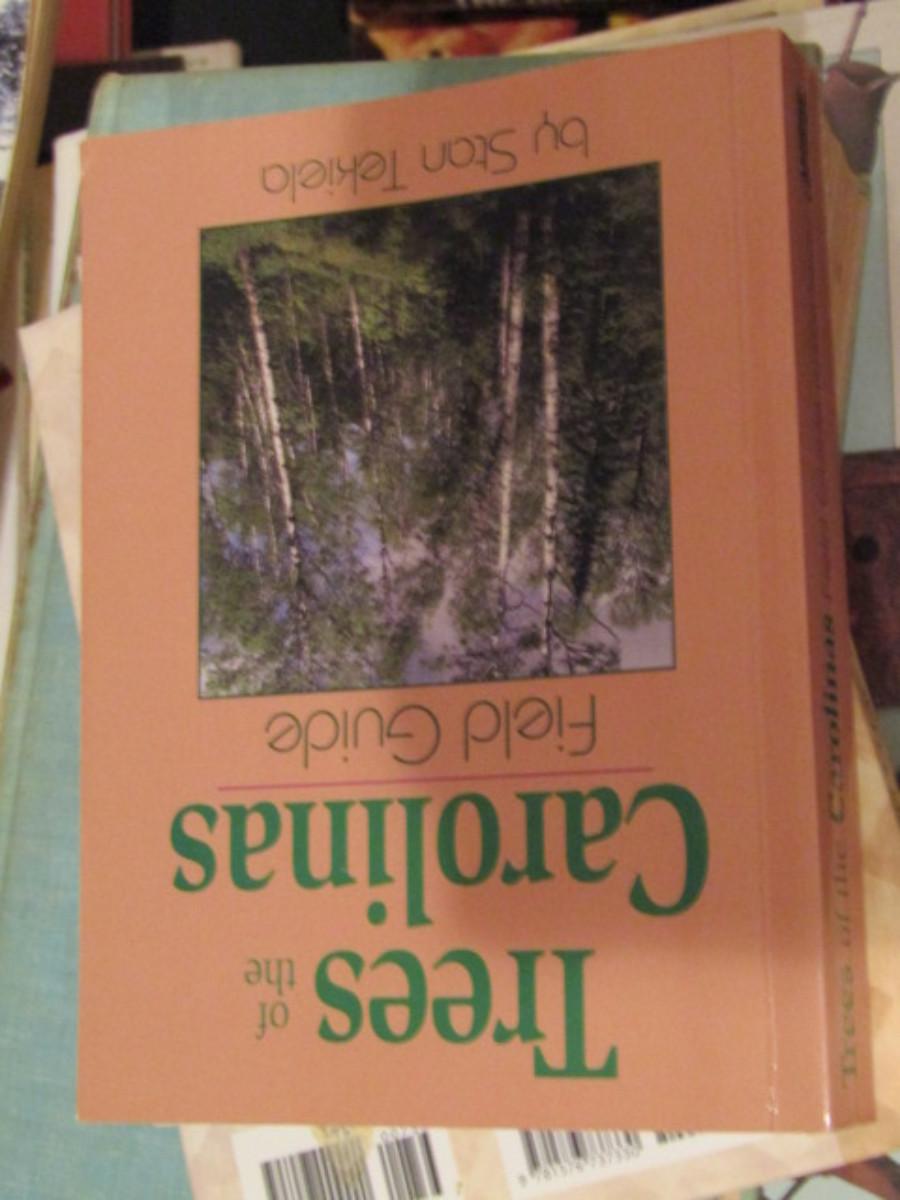 Trees
of
the
Carolinas
Field Guide
by Stan Tekiela
Trees of the Carolinas